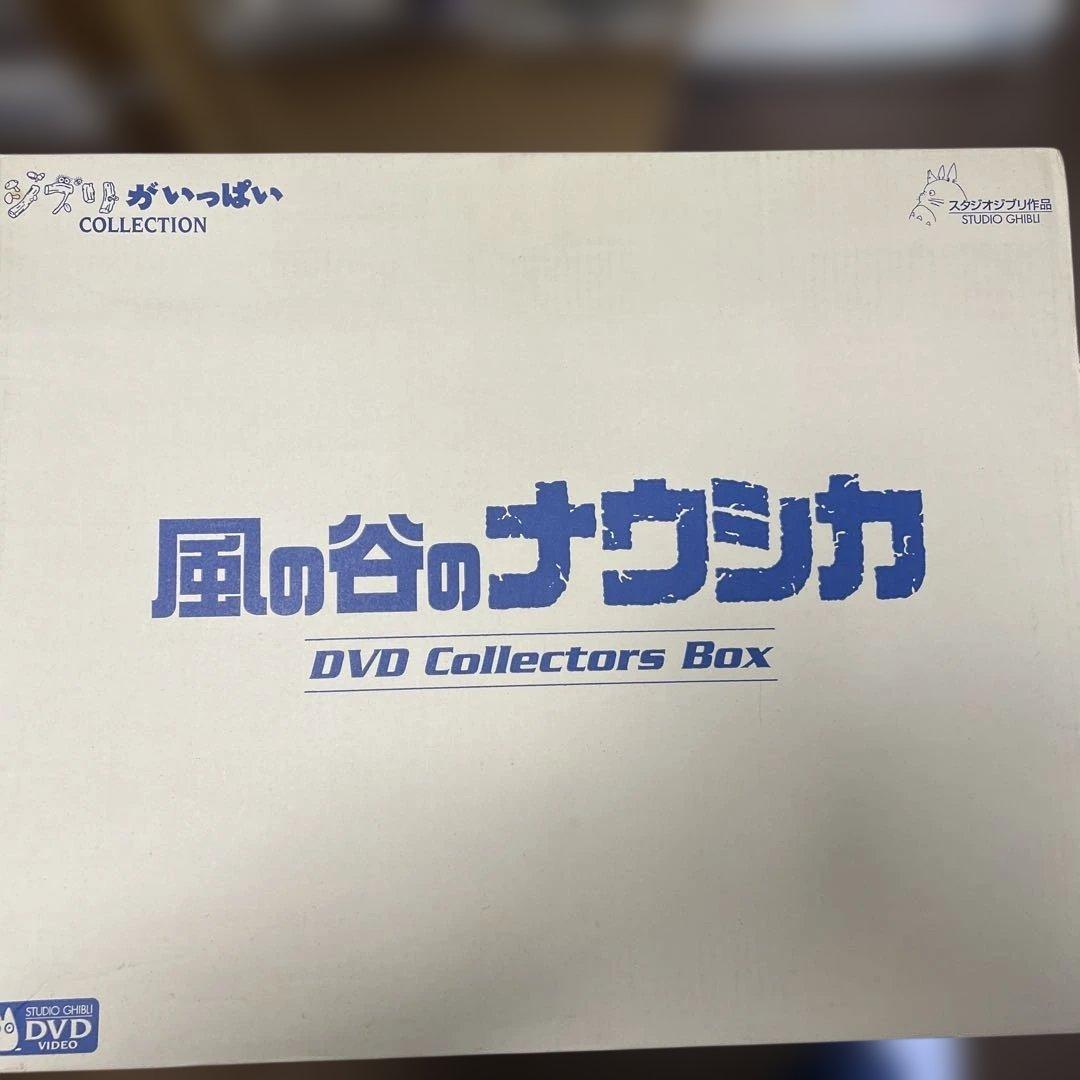 ジブリがいっぱい
COLLECTION
スタジオジブリ作品
STUDIO GHIBLI
風の谷のナウシカ
DVD Collectors Box
STUDIO GHIBLI
DVD
VIDEO